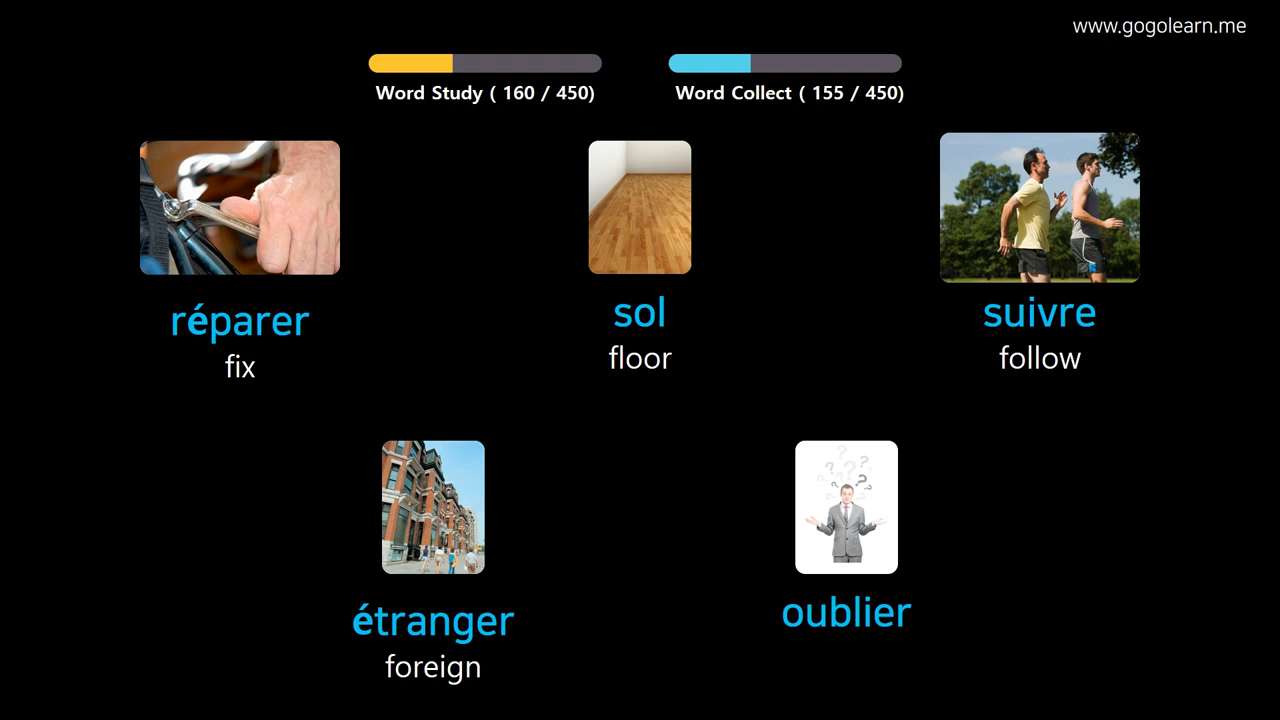 www.gogolearn.me
Word Study ( 160 / 450)
Word Collect ( 155 / 450)
réparer
fix
sol
floor
suivre
follow
étranger
foreign
oublier